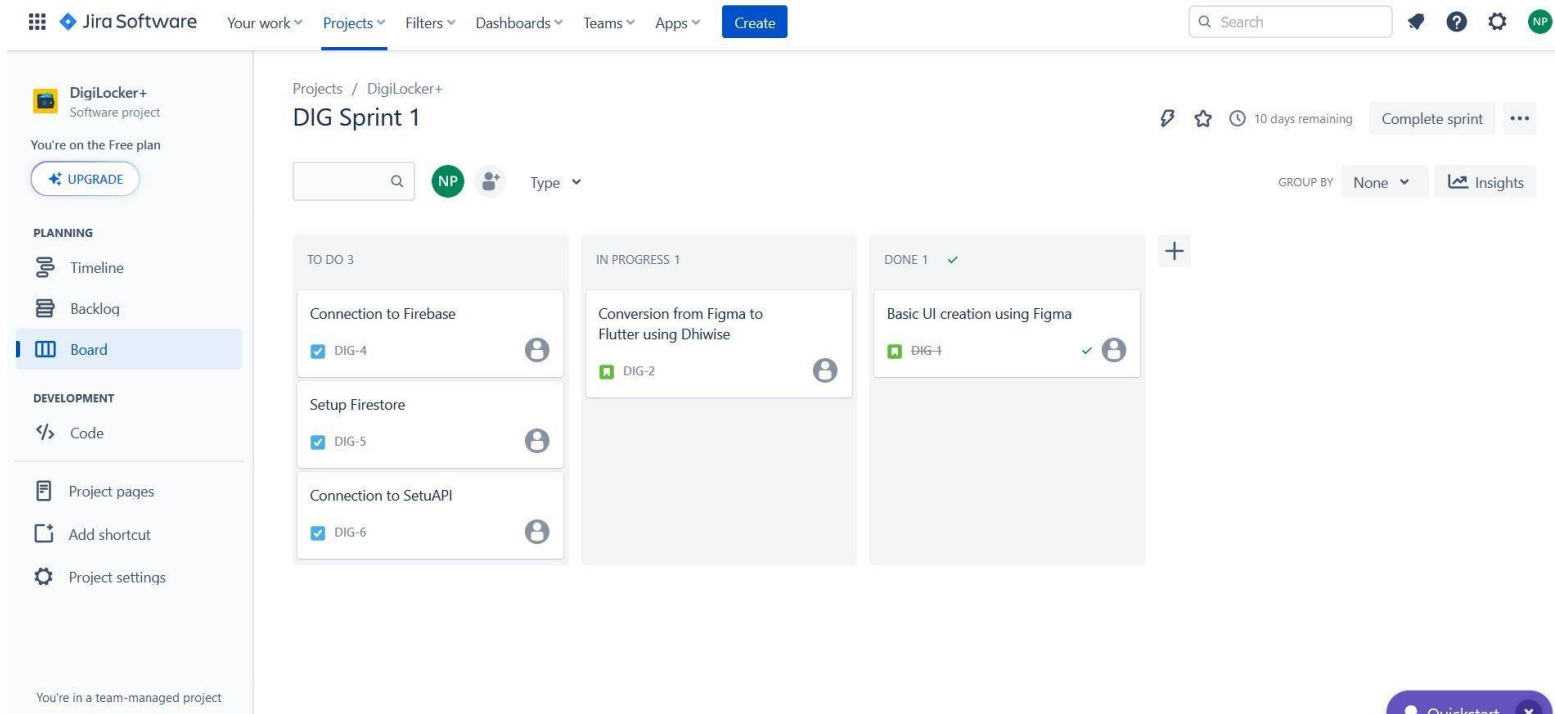 Jira Software Your work Projects Filters Dashboards Teams Apps Create Search NP
DigiLocker+
Software project
You're on the Free plan
UPGRADE
PLANNING
Timeline
Backlog
Board
DEVELOPMENT
Code
Project pages
Add shortcut
Project settings
You're in a team-managed project
Projects / DigiLocker+
DIG Sprint 1
10 days remaining Complete sprint
NP Type GROUP BY None Insights
TO DO 3
Connection to Firebase
DIG-4
Setup Firestore
DIG-5
Connection to SetuAPI
DIG-6
IN PROGRESS 1
Conversion from Figma to
Flutter using Dhiwise
DIG-2
DONE 1
Basic UI creation using Figma
DIG-1
Quickstart